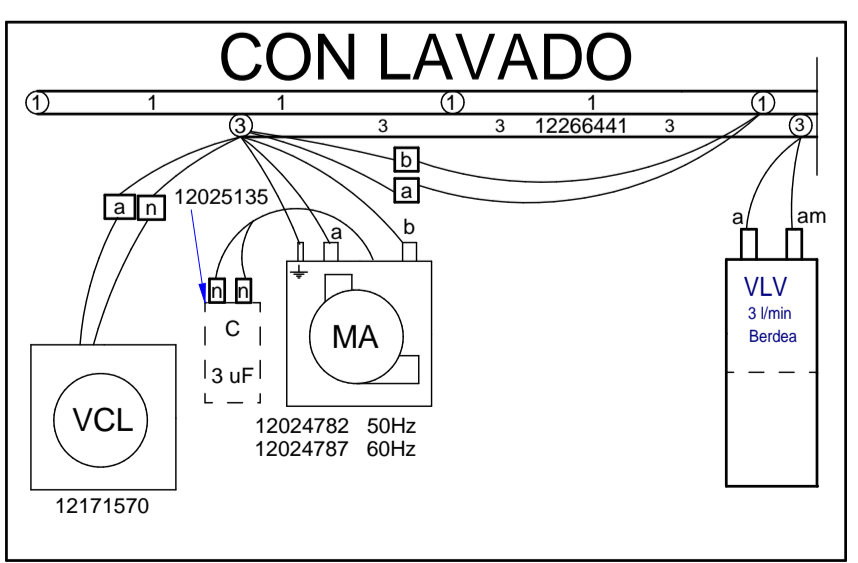 CON LAVADO
1 1 1 1 1 1
3 3 3 12266441 3 3
b
a
a n 12025135
a b a am
n n
C
3 uF
MA
VLV
3 l/min
Berdea
VCL
12024782 50Hz
12024787 60Hz
12171570